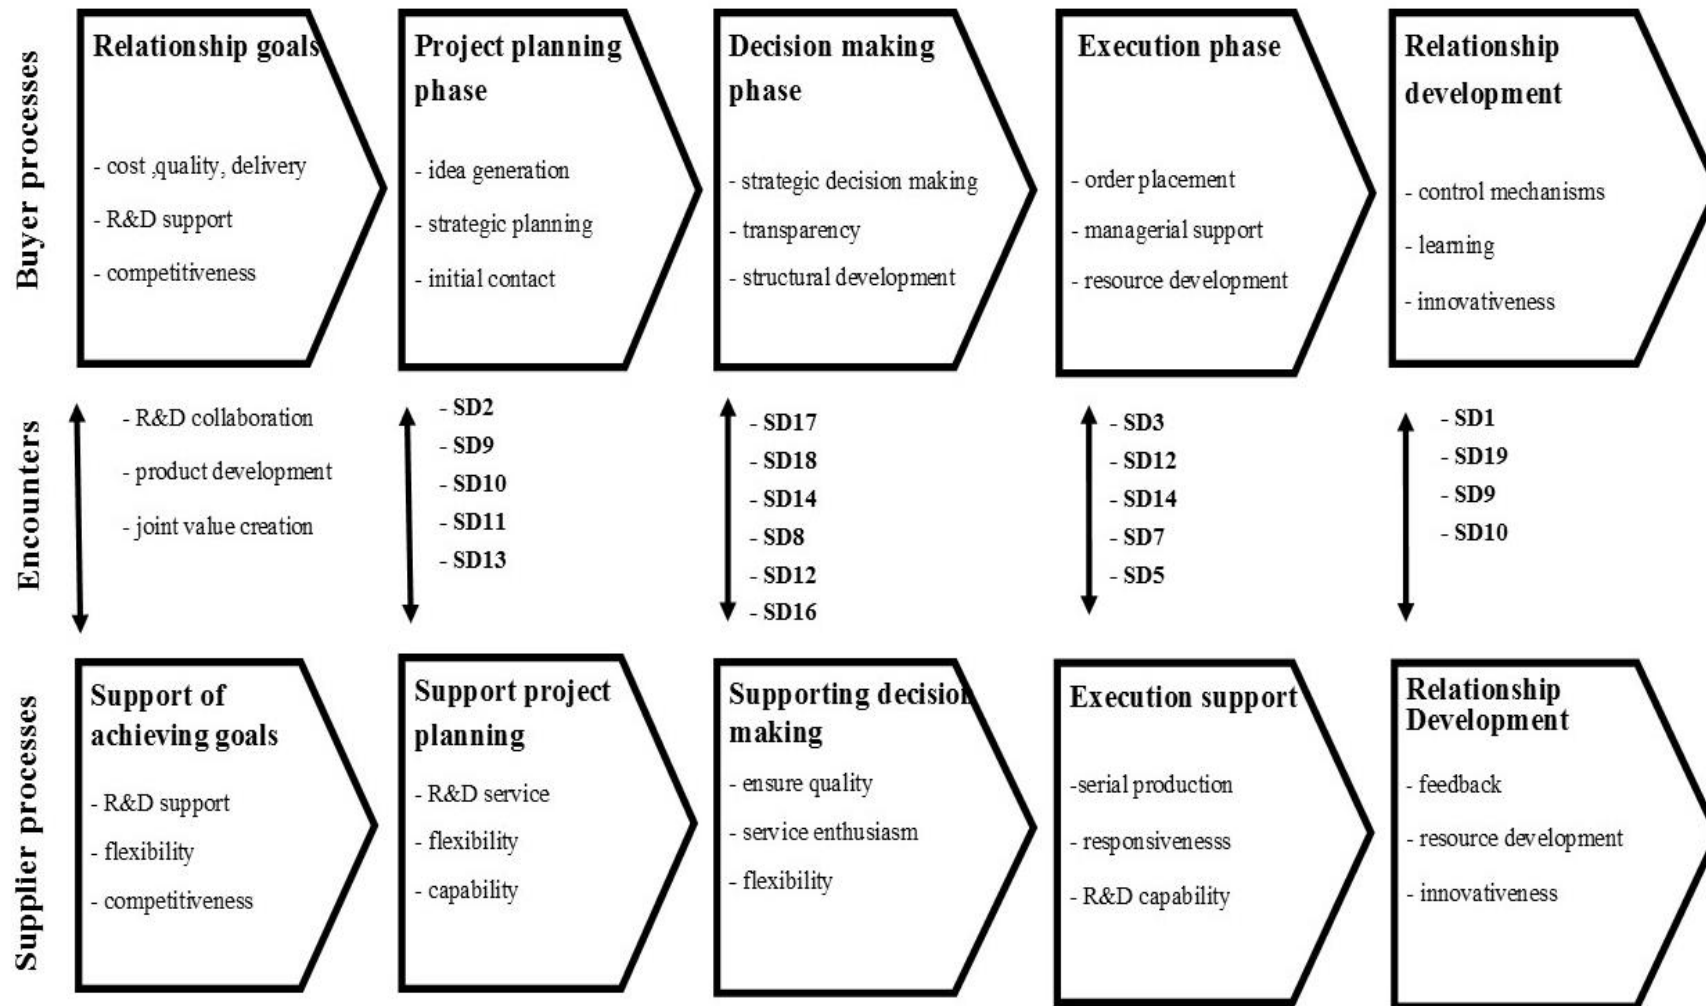 Buyer processes
Relationship goals
- cost ,quality, delivery
- R&D support
- competitiveness
Project planning
phase
- idea generation
- strategic planning
- initial contact
Decision making
phase
- strategic decision making
- transparency
- structural development
Execution phase
- order placement
- managerial support
- resource development
Relationship
development
- control mechanisms
- learning
- innovativeness
Encounters
- R&D collaboration
- product development
- joint value creation
- SD2
- SD9
- SD10
- SD11
- SD13
- SD17
- SD18
- SD14
- SD8
- SD12
- SD16
- SD3
- SD12
- SD14
- SD7
- SD5
- SD1
- SD19
- SD9
- SD10
Supplier processes
Support of
achieving goals
- R&D support
- flexibility
- competitiveness
Support project
planning
- R&D service
- flexibility
- capability
Supporting decision
making
- ensure quality
- service enthusiasm
- flexibility
Execution support
-serial production
- responsivenesss
- R&D capability
Relationship
Development
- feedback
- resource development
- innovativeness